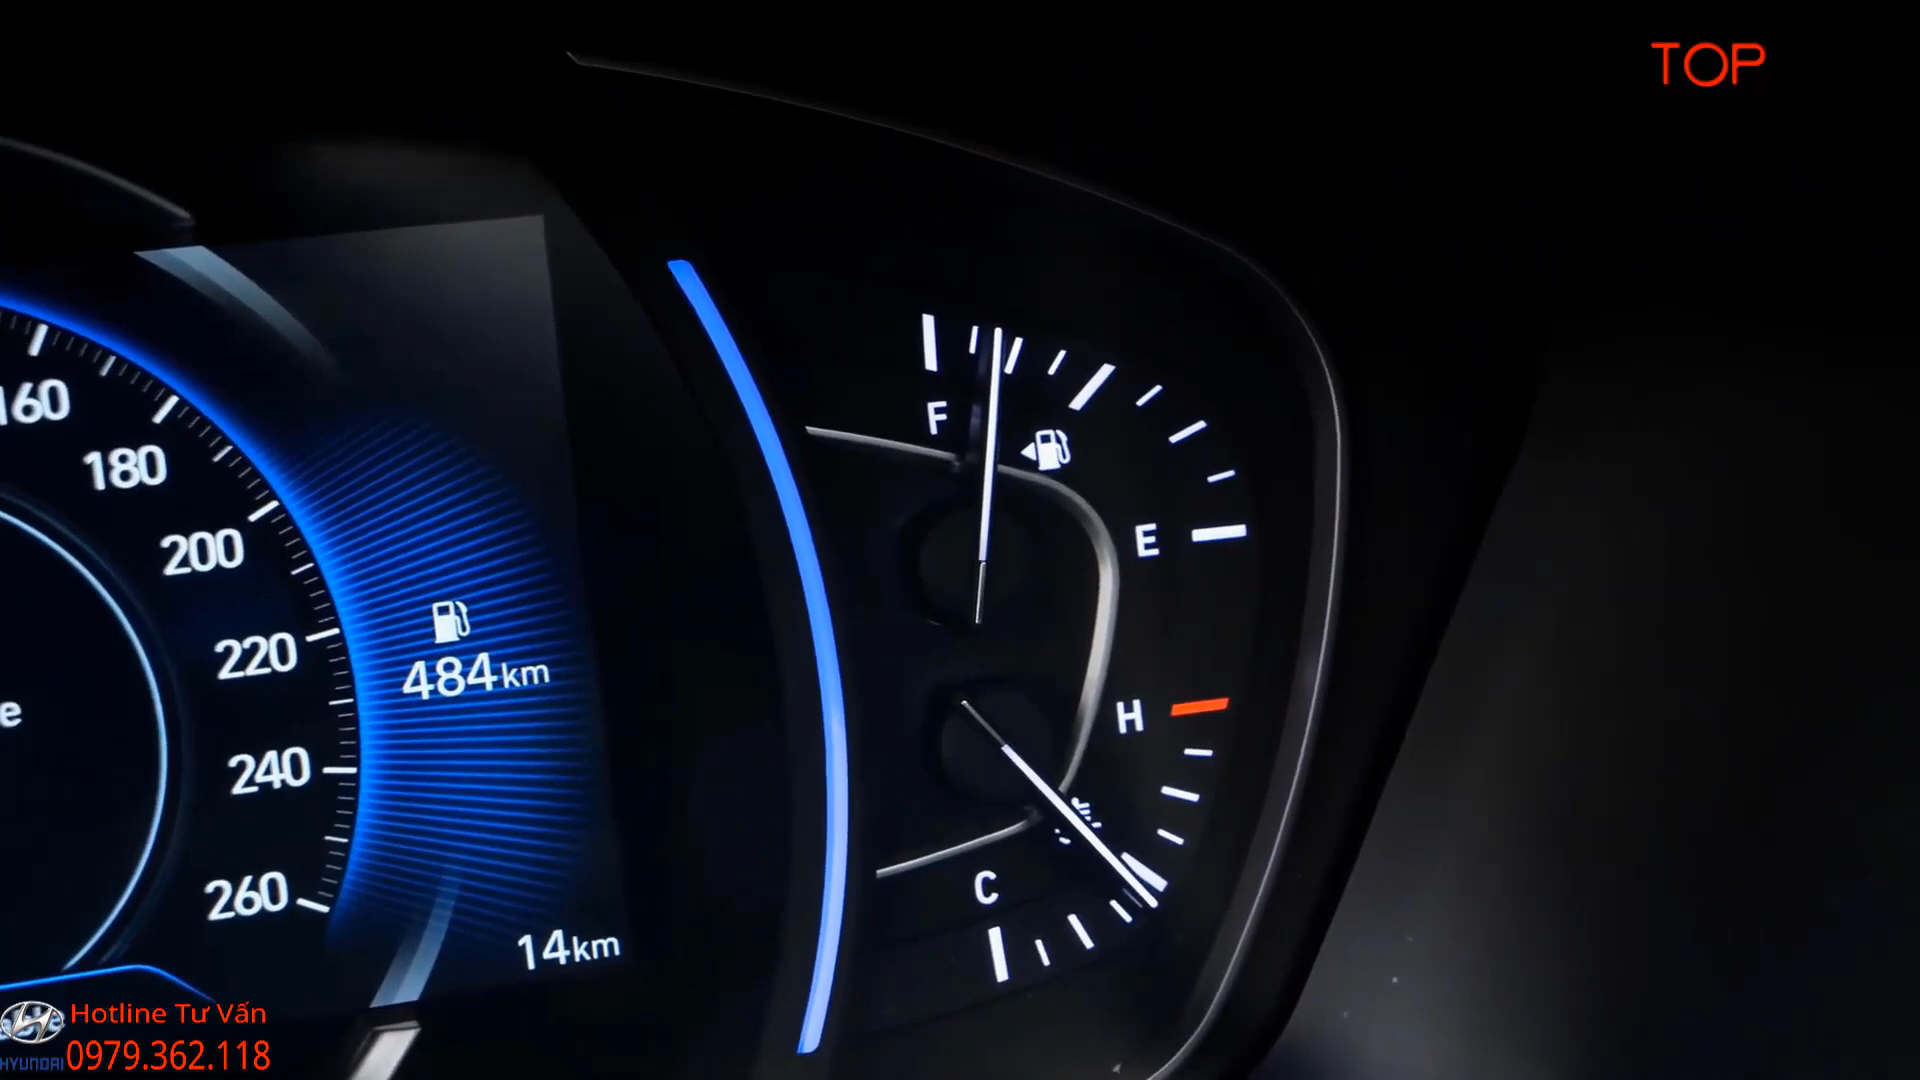 TOP
160
180
200
220
240
260
e
484km
14km
F
E
H
C
Hotline Tư Vấn
HYUNDAI 0979.362.118